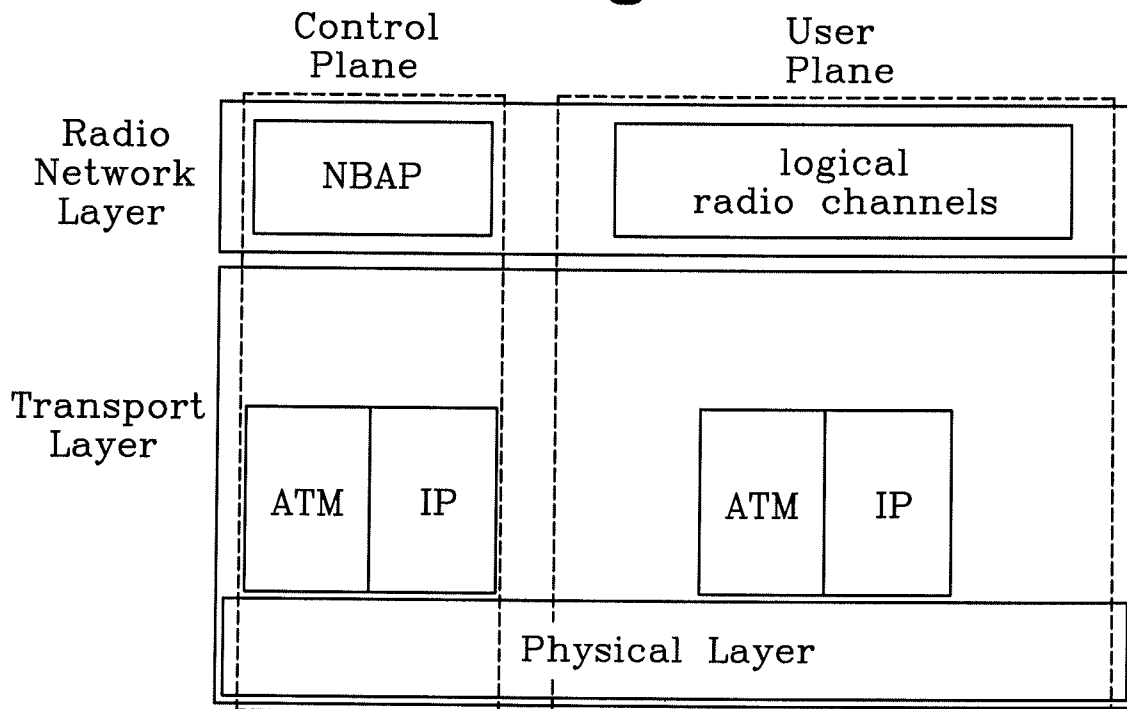 Control
Plane
User
Plane
Radio
Network
Layer
NBAP
logical
radio channels
Transport
Layer
ATM
IP
ATM
IP
Physical Layer